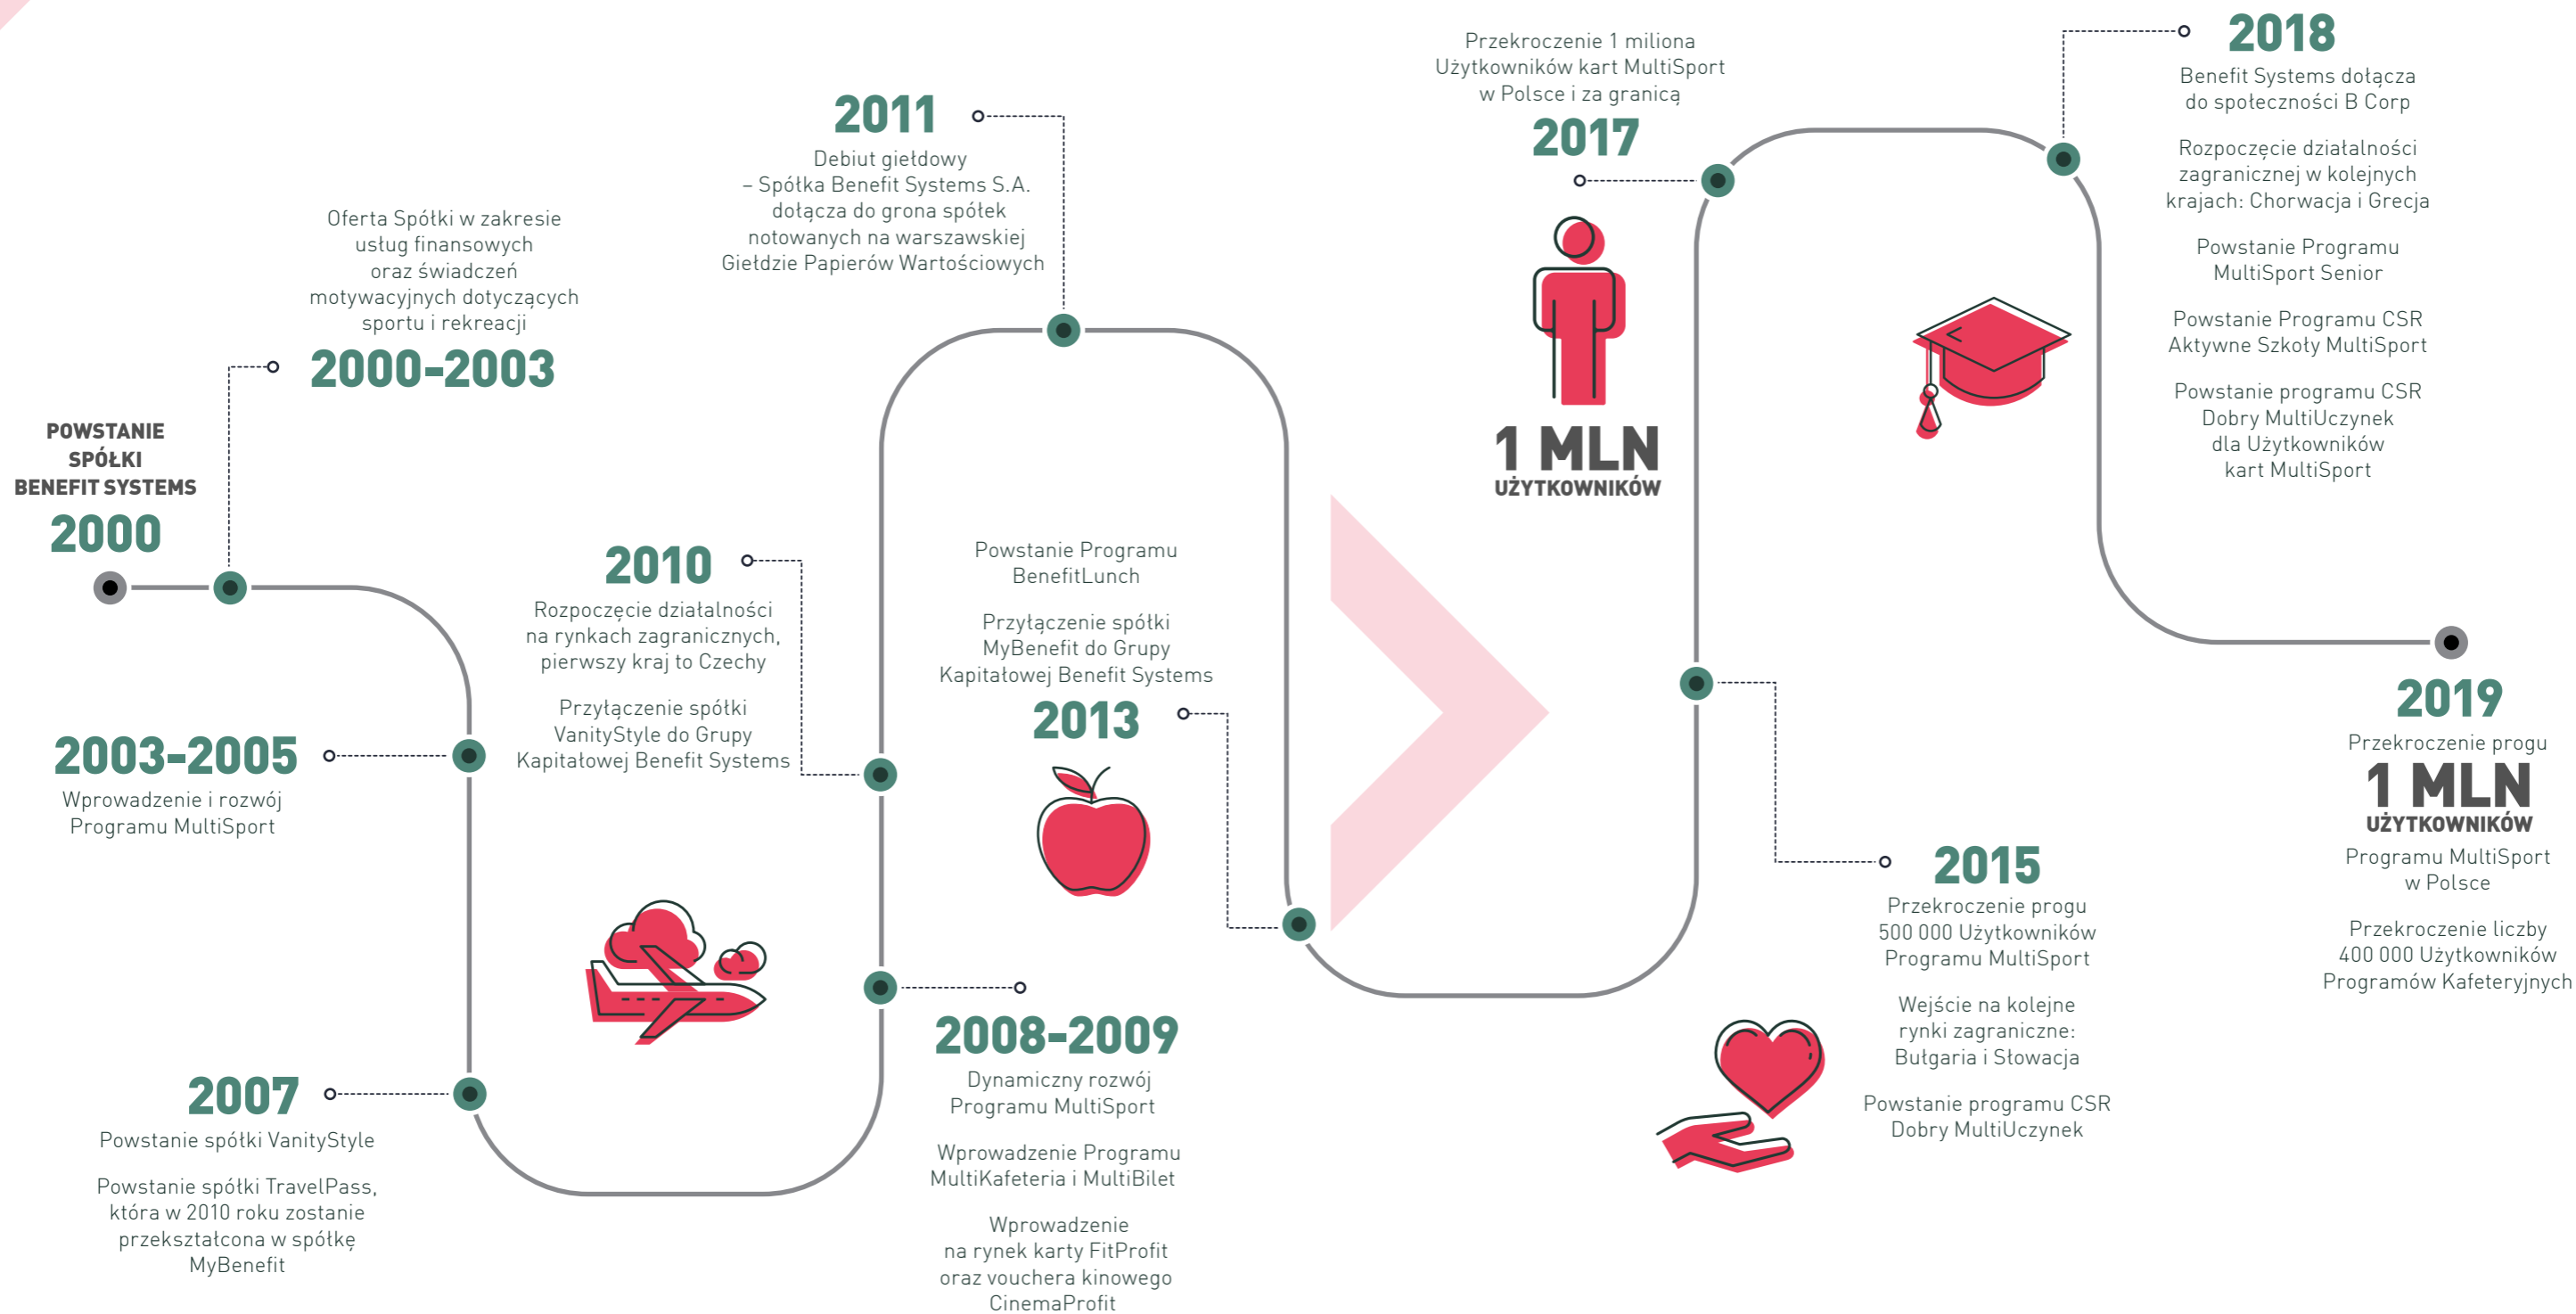 POWSTANIE
SPÓŁKI
BENEFIT SYSTEMS
2000
Oferta Spółki w zakresie
usług finansowych
oraz świadczeń
motywacyjnych dotyczących
sportu i rekreacji
2000-2003
2003-2005
Wprowadzenie i rozwój
Programu MultiSport
2007
Powstanie spółki VanityStyle
Powstanie spółki TravelPass,
która w 2010 roku zostanie
przekształcona w spółkę
MyBenefit
2008-2009
Dynamiczny rozwój
Programu MultiSport
Wprowadzenie Programu
MultiKafeteria i MultiBilet
Wprowadzenie
na rynek karty FitProfit
oraz vouchera kinowego
CinemaProfit
2010
Rozpoczęcie działalności
na rynkach zagranicznych,
pierwszy kraj to Czechy
Przyłączenie spółki
VanityStyle do Grupy
Kapitałowej Benefit Systems
2011
Debiut giełdowy
– Spółka Benefit Systems S.A.
dołącza do grona spółek
notowanych na warszawskiej
Giełdzie Papierów Wartościowych
Powstanie Programu
BenefitLunch
Przyłączenie spółki
MyBenefit do Grupy
Kapitałowej Benefit Systems
2013
2015
Przekroczenie progu
500 000 Użytkowników
Programu MultiSport
Wejście na kolejne
rynki zagraniczne:
Bułgaria i Słowacja
Powstanie programu CSR
Dobry MultiUczynek
Przekroczenie 1 miliona
Użytkowników kart MultiSport
w Polsce i za granicą
2017
1 MLN
UŻYTKOWNIKÓW
2018
Benefit Systems dołącza
do społeczności B Corp
Rozpoczęcie działalności
zagranicznej w kolejnych
krajach: Chorwacja i Grecja
Powstanie Programu
MultiSport Senior
Powstanie Programu CSR
Aktywne Szkoły MultiSport
Powstanie programu CSR
Dobry MultiUczynek
dla Użytkowników
kart MultiSport
2019
Przekroczenie progu
1 MLN
UŻYTKOWNIKÓW
Programu MultiSport
w Polsce
Przekroczenie liczby
400 000 Użytkowników
Programów Kafeteryjnych